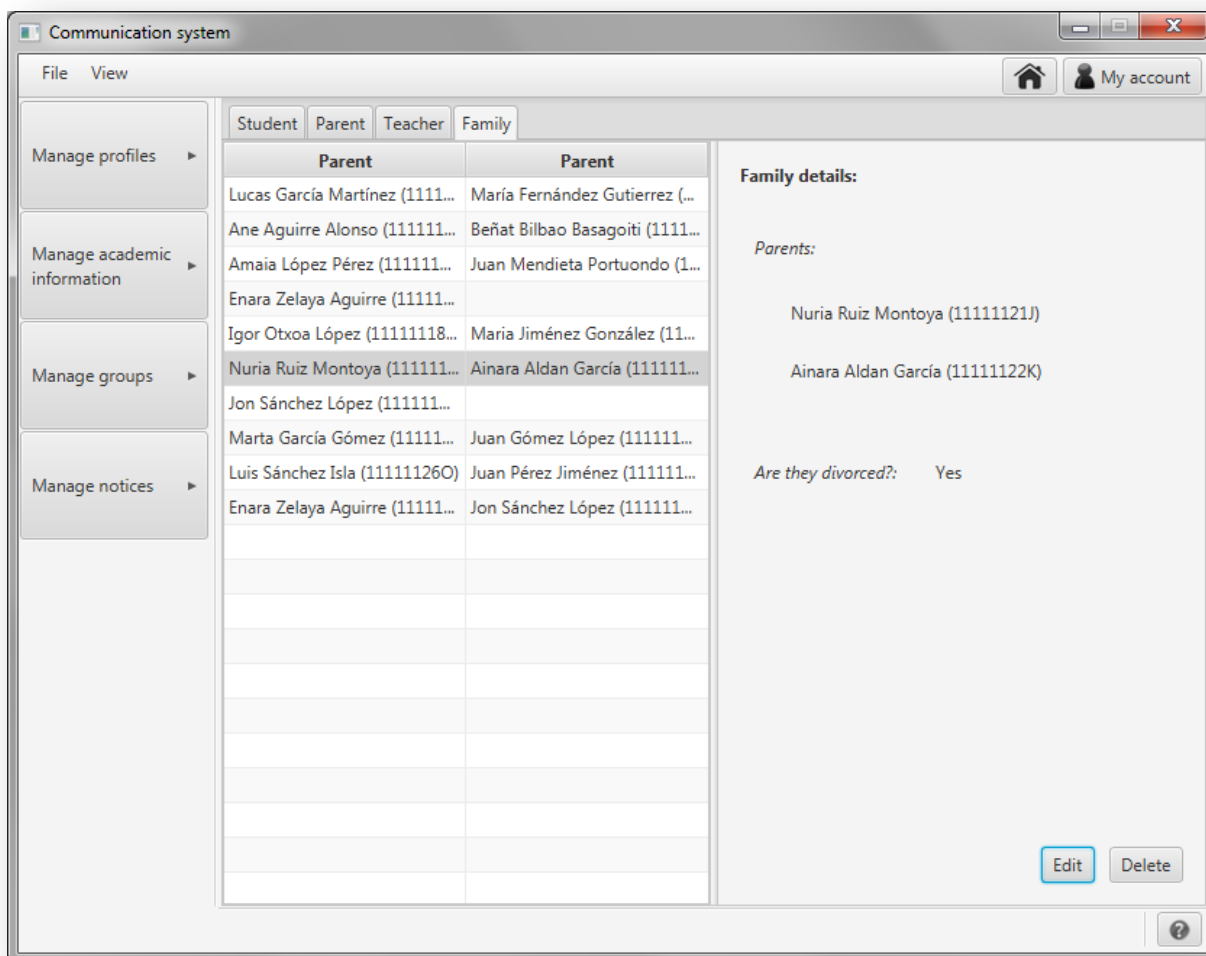 Communication system
File View
My account
Manage profiles
Manage academic
information
Manage groups
Manage notices
Student Parent Teacher Family
Parent Parent
Lucas García Martínez (1111... María Fernández Gutierrez (...
Ane Aguirre Alonso (111111... Beñat Bilbao Basagoiti (1111...
Amaia López Pérez (111111... Juan Mendieta Portuondo (1...
Enara Zelaya Aguirre (11111...
Igor Otxoa López (11111118... Maria Jiménez González (11...
Nuria Ruiz Montoya (111111... Ainara Aldan García (111111...
Jon Sánchez López (111111...
Marta García Gómez (11111... Juan Gómez López (111111...
Luis Sánchez Isla (11111126O) Juan Pérez Jiménez (111111...
Enara Zelaya Aguirre (11111... Jon Sánchez López (111111...
Family details:
Parents:
Nuria Ruiz Montoya (11111121J)
Ainara Aldan García (11111122K)
Are they divorced?: Yes
Edit Delete